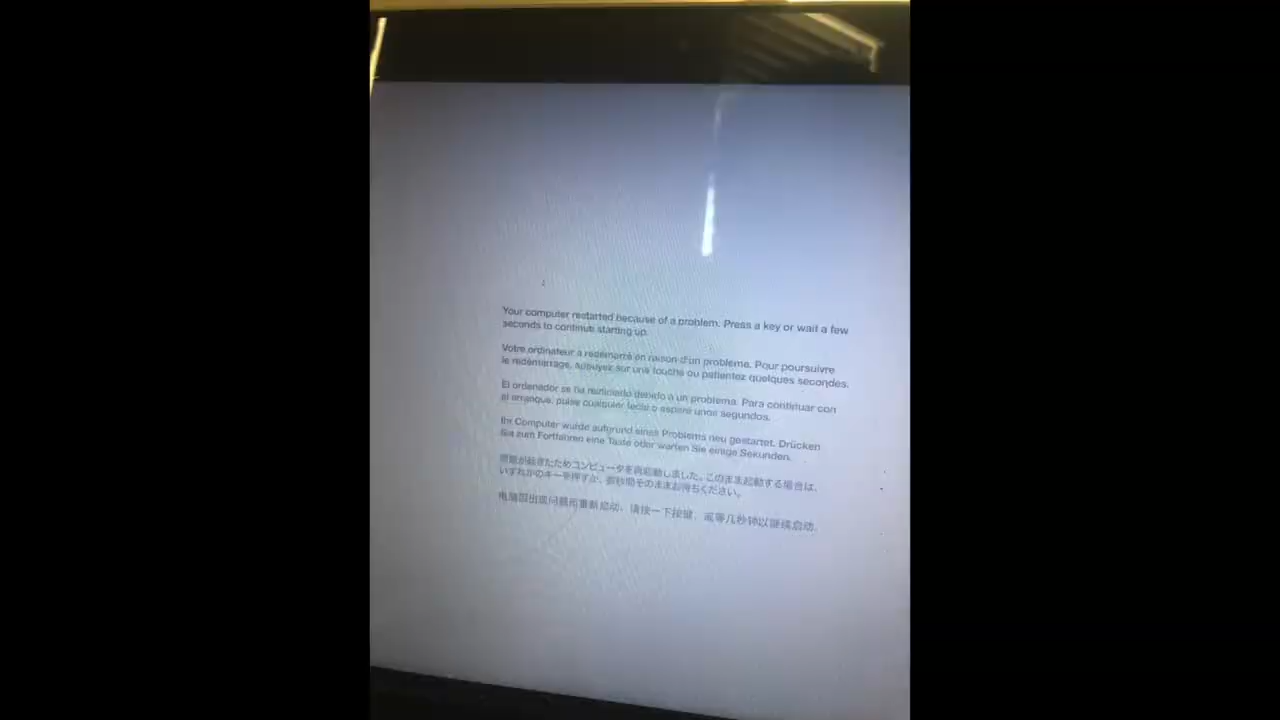 Your computer restarted because of a problem. Press a key or wait a few
seconds to continue starting up.
Votre ordinateur a redémarré en raison d'un problème. Pour poursuivre
le redémarrage, appuyez sur une touche ou patientez quelques secondes.
El ordenador se ha reiniciado debido a un problema. Para continuar con
el arranque, pulse cualquier tecla o espere unos segundos.
Ihr Computer wurde aufgrund eines Problems neu gestartet. Drücken
Sie zum Fortfahren eine Taste oder warten Sie einige Sekunden.
問題が起きたためコンピュータを再起動しました。このまま起動する場合は、
いずれかのキーを押すか、数秒間そのままお待ちください。
电脑因出现问题而重新启动。请按一下按键，或等几秒钟以继续启动。